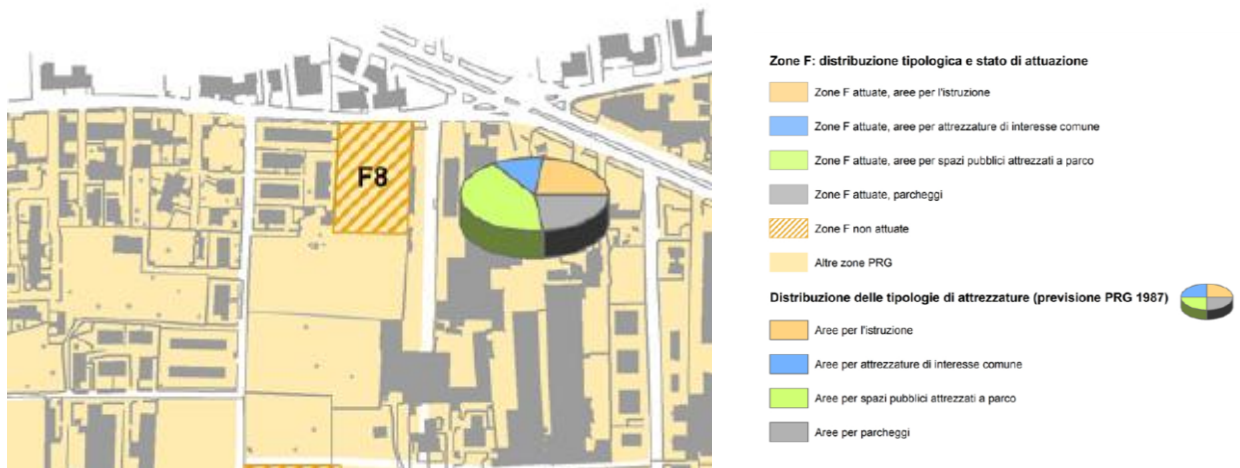 F8
Zone F: distribuzione tipologica e stato di attuazione
Zone F attuate, aree per l'istruzione
Zone F attuate, aree per attrezzature di interesse comune
Zone F attuate, aree per spazi pubblici attrezzati a parco
Zone F attuate, parcheggi
Zone F non attuate
Altre zone PRG
Distribuzione delle tipologie di attrezzature (previsione PRG 1987)
Aree per l'istruzione
Aree per attrezzature di interesse comune
Aree per spazi pubblici attrezzati a parco
Aree per parcheggi